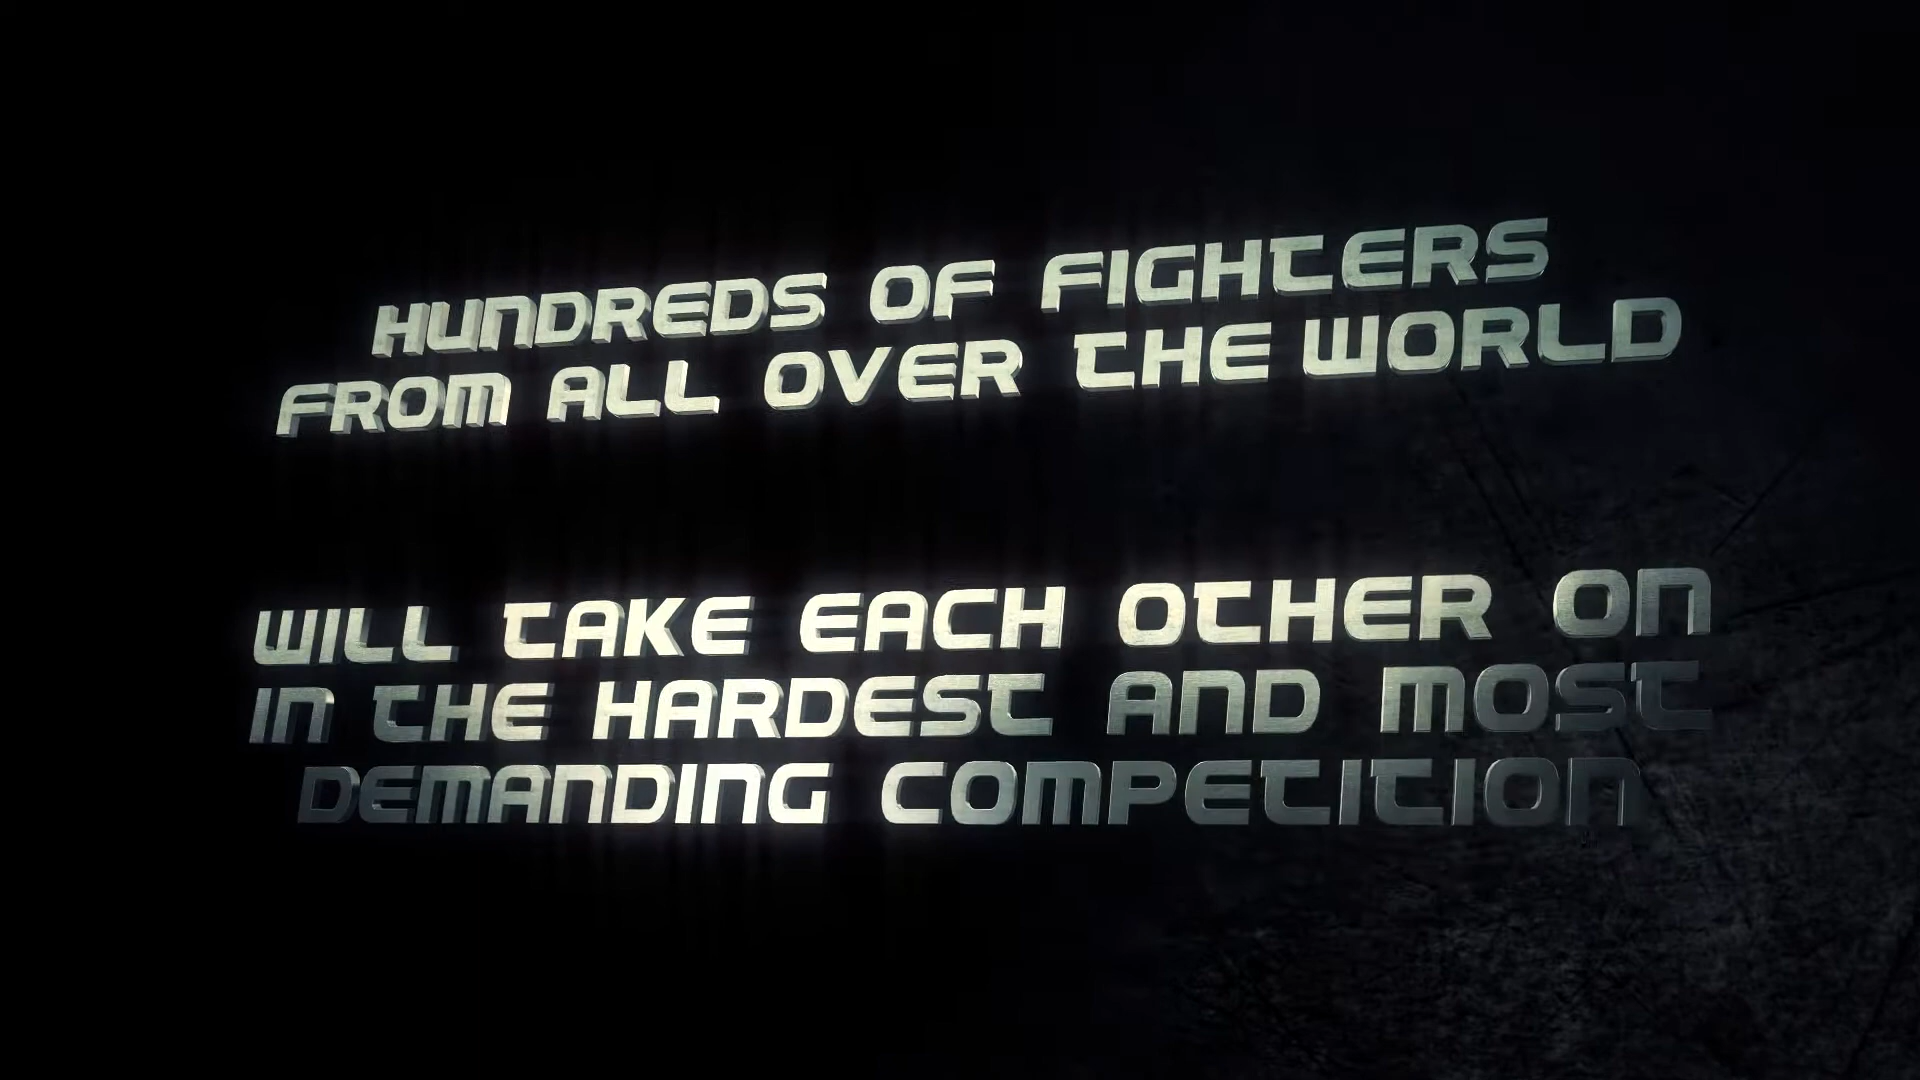 HUNDREDS OF FIGHTERS
FROM ALL OVER THE WORLD
WILL TAKE EACH OTHER ON
IN THE HARDEST AND MOST
DEMANDING COMPETITION